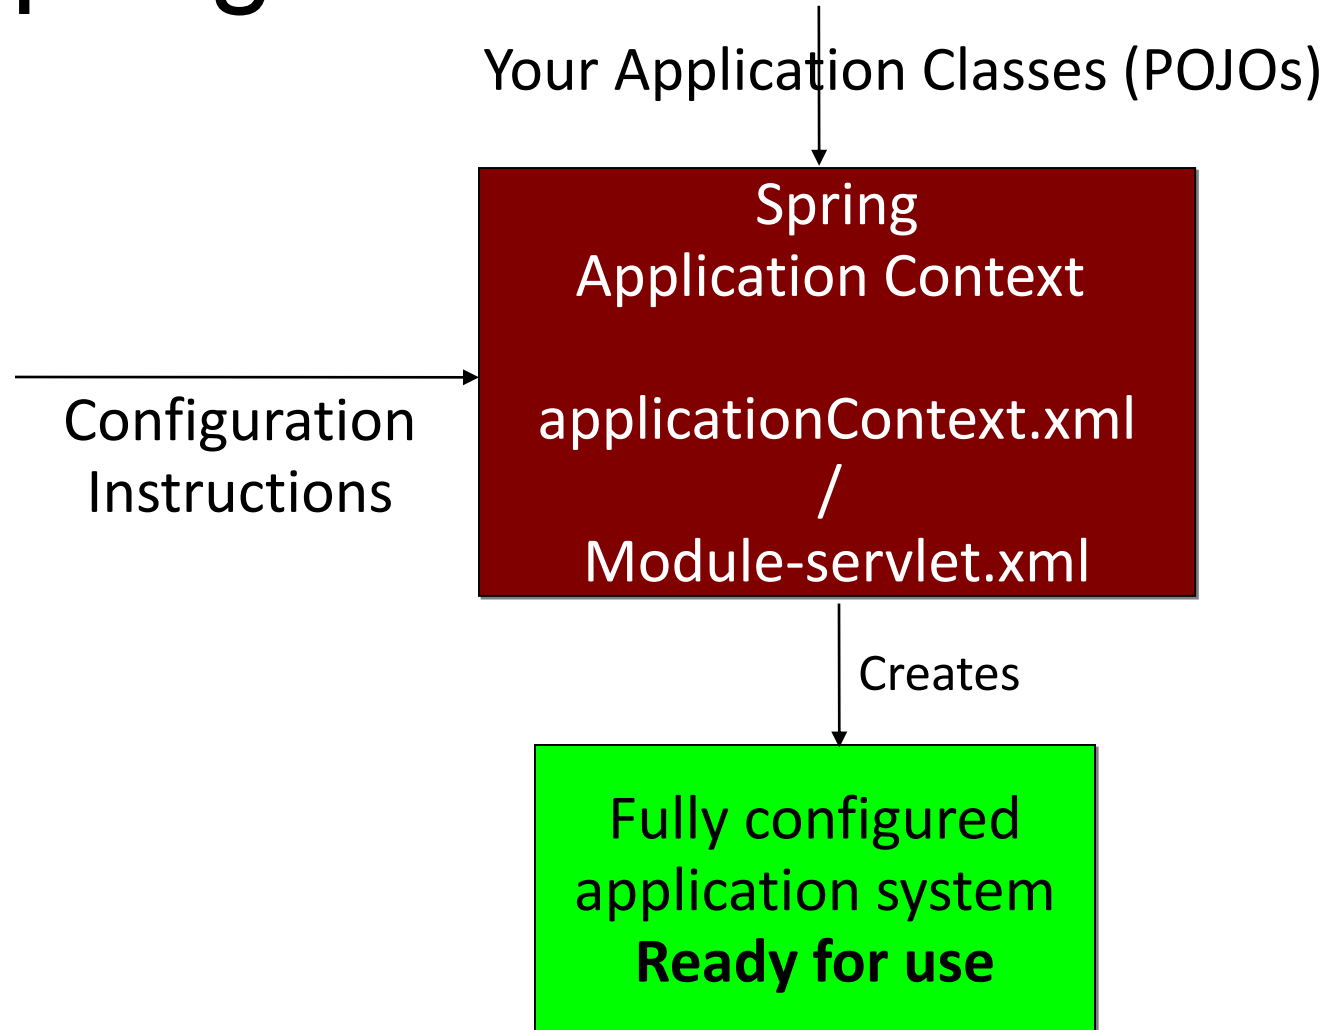 Your Application Classes (POJOs)
Spring
Application Context
applicationContext.xml
/
Module-servlet.xml
Configuration
Instructions
Creates
Fully configured
application system
Ready for use